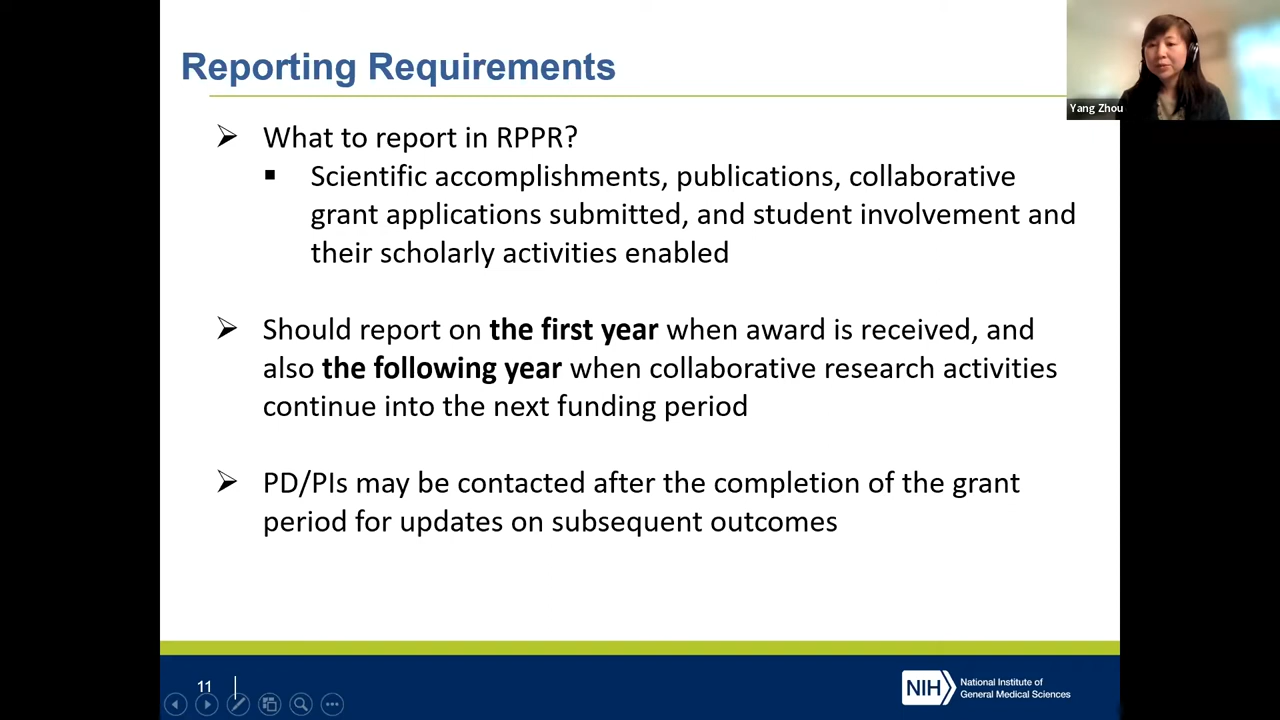 Reporting Requirements
Yang Zhou
What to report in RPPR?
Scientific accomplishments, publications, collaborative
grant applications submitted, and student involvement and
their scholarly activities enabled
Should report on the first year when award is received, and
also the following year when collaborative research activities
continue into the next funding period
PD/PIs may be contacted after the completion of the grant
period for updates on subsequent outcomes
11
NIH
National Institute of
General Medical Sciences